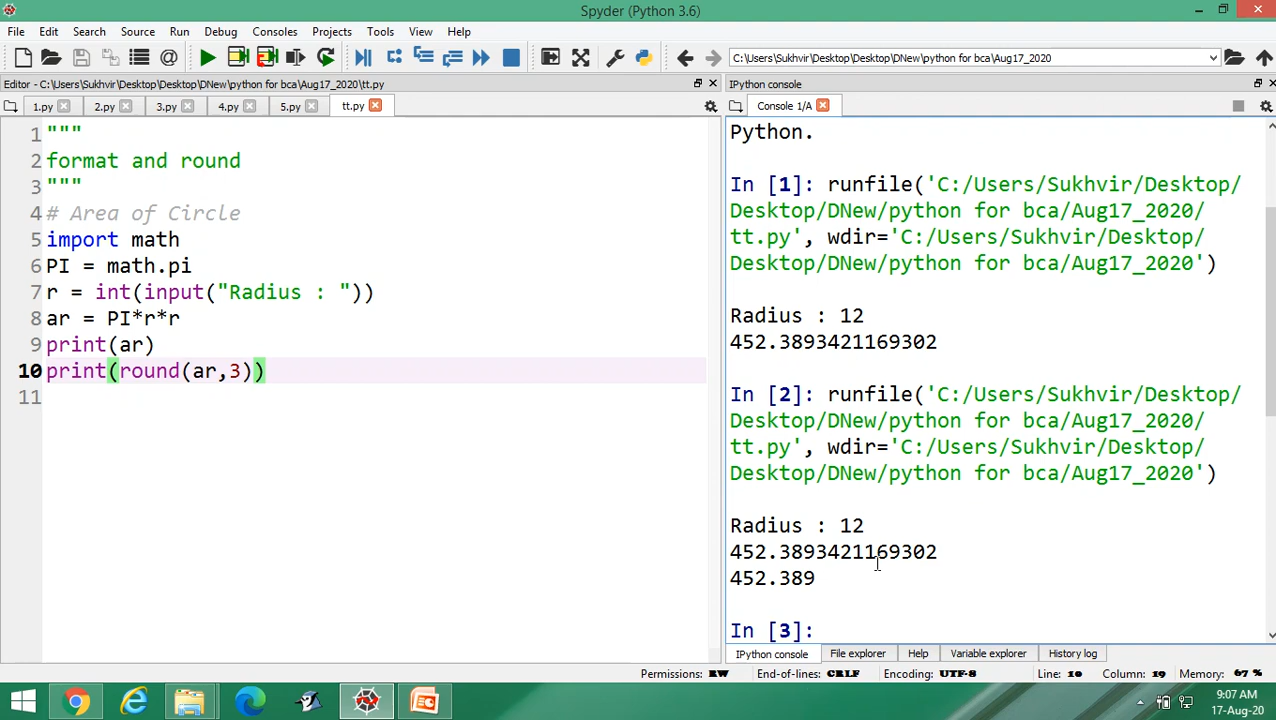 Spyder (Python 3.6)
File Edit Search Source Run Debug Consoles Projects Tools View Help
C:\Users\Sukhvir\Desktop\Desktop\DNew\python for bca\Aug17_2020
Editor - C:\Users\Sukhvir\Desktop\Desktop\DNew\python for bca\Aug17_2020\tt.py
IPython console
1.py 2.py 3.py 4.py 5.py tt.py
Console 1/A
1 """
2 format and round
3 """
4 # Area of Circle
5 import math
6 PI = math.pi
7 r = int(input("Radius : "))
8 ar = PI*r*r
9 print(ar)
10 print(round(ar,3))
11
Python.
In [1]: runfile('C:/Users/Sukhvir/Desktop/
Desktop/DNew/python for bca/Aug17_2020/
tt.py', wdir='C:/Users/Sukhvir/Desktop/
Desktop/DNew/python for bca/Aug17_2020')
Radius : 12
452.3893421169302
In [2]: runfile('C:/Users/Sukhvir/Desktop/
Desktop/DNew/python for bca/Aug17_2020/
tt.py', wdir='C:/Users/Sukhvir/Desktop/
Desktop/DNew/python for bca/Aug17_2020')
Radius : 12
452.3893421169302
452.389
In [3]:
IPython console File explorer Help Variable explorer History log
Permissions: RW End-of-lines: CRLF Encoding: UTF-8 Line: 10 Column: 19 Memory: 67 %
9:07 AM
17-Aug-20